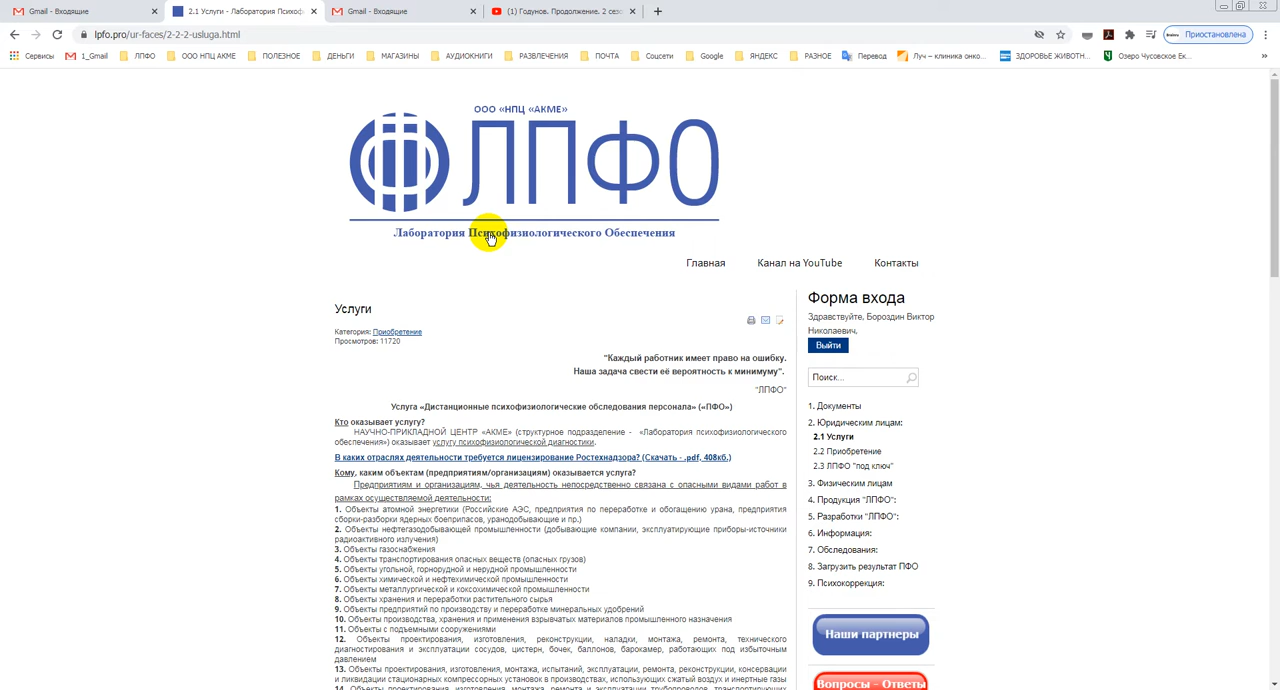 Gmail - Входящие
2.1 Услуги - Лаборатория Психоф
Gmail - Входящие
(1) Годунов. Продолжение. 2 сезо
lpfo.pro/ur-faces/2-2-2-usluga.html
Приостановлена
Сервисы
1_Gmail
ЛПФО
ООО НПЦ АКМЕ
ПОЛЕЗНОЕ
ДЕНЬГИ
МАГАЗИНЫ
АУДИОКНИГИ
РАЗВЛЕЧЕНИЯ
ПОЧТА
Соцсети
Google
ЯНДЕКС
РАЗНОЕ
Перевод
Луч – клиника онко...
ЗДОРОВЬЕ ЖИВОТН...
Озеро Чусовское Ек...
ООО «НПЦ «АКМЕ»
ЛПФО
Лаборатория Психофизиологического Обеспечения
Главная
Канал на YouTube
Контакты
Услуги
Категория: Приобретение
Просмотров: 11720
"Каждый работник имеет право на ошибку.
Наша задача свести её вероятность к минимуму".
"ЛПФО"
Услуга «Дистанционные психофизиологические обследования персонала» («ПФО»)
Кто оказывает услугу?
НАУЧНО-ПРИКЛАДНОЙ ЦЕНТР «АКМЕ» (структурное подразделение - «Лаборатория психофизиологического
обеспечения») оказывает услугу психофизиологической диагностики.
В каких отраслях деятельности требуется лицензирование Ростехнадзора? (Скачать - .pdf, 408кб.)
Кому, каким объектам (предприятиям/организациям) оказывается услуга?
Предприятиям и организациям, чья деятельность непосредственно связана с опасными видами работ в
рамках осуществляемой деятельности:
1. Объекты атомной энергетики (Российские АЭС, предприятия по переработке и обогащению урана, предприятия
сборки-разборки ядерных боеприпасов, уранодобывающие и пр.)
2. Объекты нефтегазодобывающей промышленности (добывающие компании, эксплуатирующие приборы-источники
радиоактивного излучения)
3. Объекты газоснабжения
4. Объекты транспортирования опасных веществ (опасных грузов)
5. Объекты угольной, горнорудной и нерудной промышленности
6. Объекты химической и нефтехимической промышленности
7. Объекты металлургической и коксохимической промышленности
8. Объекты хранения и переработки растительного сырья
9. Объекты предприятий по производству и переработке минеральных удобрений
10. Объекты производства, хранения и применения взрывчатых материалов промышленного назначения
11. Объекты с подъемными сооружениями
12. Объекты проектирования, изготовления, реконструкции, наладки, монтажа, ремонта, технического
диагностирования и эксплуатации сосудов, цистерн, бочек, баллонов, барокамер, работающих под избыточным
давлением
13. Объекты проектирования, изготовления, монтажа, испытаний, эксплуатации, ремонта, реконструкции, консервации
и ликвидации стационарных компрессорных установок в производствах, использующих сжатый воздух и инертные газы
14. Объекты проектирования, изготовления, монтажа, ремонта и эксплуатации трубопроводов, транспортирующих
Форма входа
Здравствуйте, Бороздин Виктор
Николаевич,
Выйти
Поиск...
1. Документы
2. Юридическим лицам:
2.1 Услуги
2.2 Приобретение
2.3 ЛПФО "под ключ"
3. Физическим лицам
4. Продукция "ЛПФО":
5. Разработки "ЛПФО":
6. Информация:
7. Обследования:
8. Загрузить результат ПФО
9. Психокоррекция:
Наши партнеры
Вопросы - Ответы